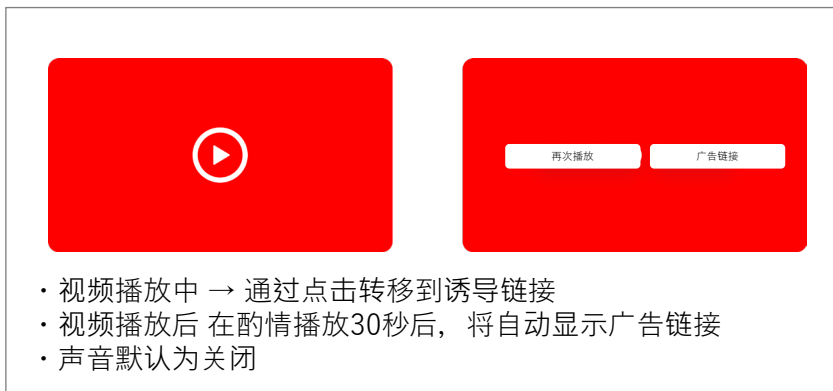 再次播放
广告链接
・视频播放中 → 通过点击转移到诱导链接
・视频播放后 在酌情播放30秒后，将自动显示广告链接
・声音默认为关闭